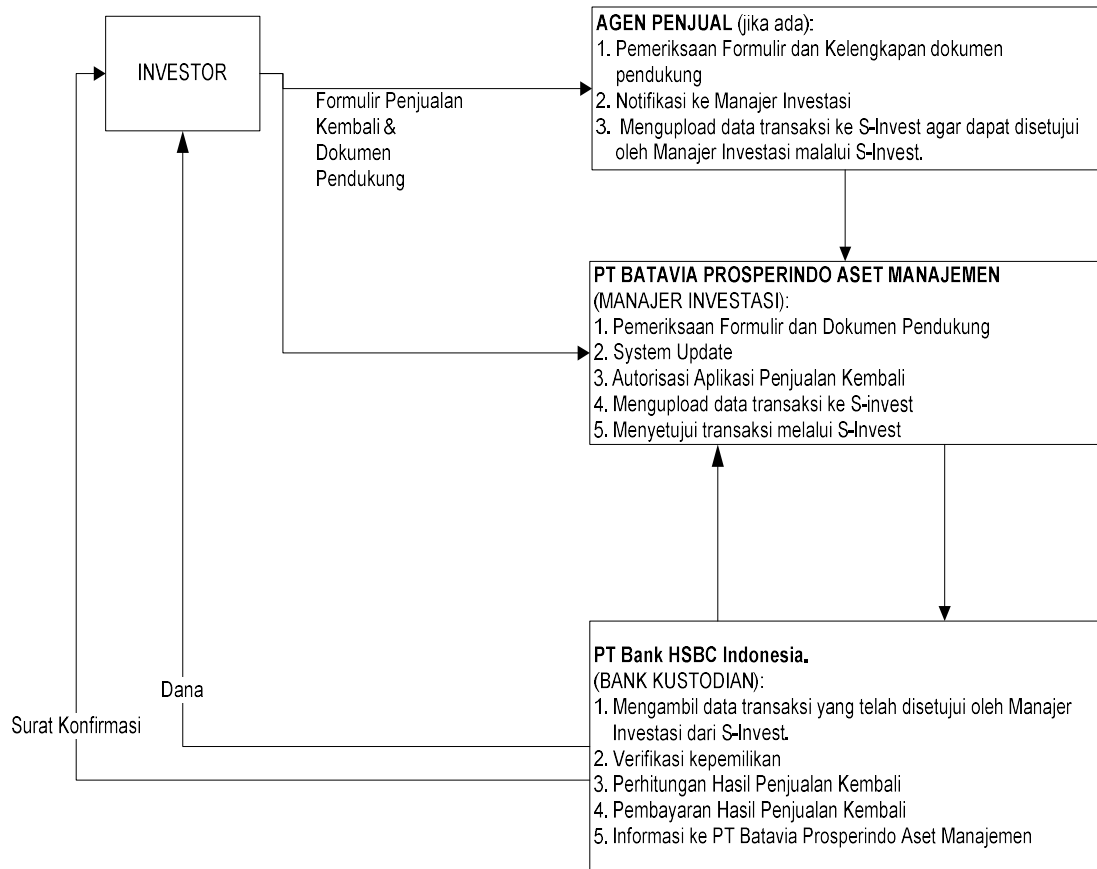 INVESTOR
Formulir Penjualan
Kembali &
Dokumen
Pendukung
AGEN PENJUAL (jika ada):
1. Pemeriksaan Formulir dan Kelengkapan dokumen
pendukung
2. Notifikasi ke Manajer Investasi
3. Mengupload data transaksi ke S-Invest agar dapat disetujui
oleh Manajer Investasi malalui S-Invest.
PT BATAVIA PROSPERINDO ASET MANAJEMEN
(MANAJER INVESTASI):
1. Pemeriksaan Formulir dan Dokumen Pendukung
2. System Update
3. Autorisasi Aplikasi Penjualan Kembali
4. Mengupload data transaksi ke S-invest
5. Menyetujui transaksi melalui S-Invest
PT Bank HSBC Indonesia.
(BANK KUSTODIAN):
1. Mengambil data transaksi yang telah disetujui oleh Manajer
Investasi dari S-Invest.
2. Verifikasi kepemilikan
3. Perhitungan Hasil Penjualan Kembali
4. Pembayaran Hasil Penjualan Kembali
5. Informasi ke PT Batavia Prosperindo Aset Manajemen
Dana
Surat Konfirmasi